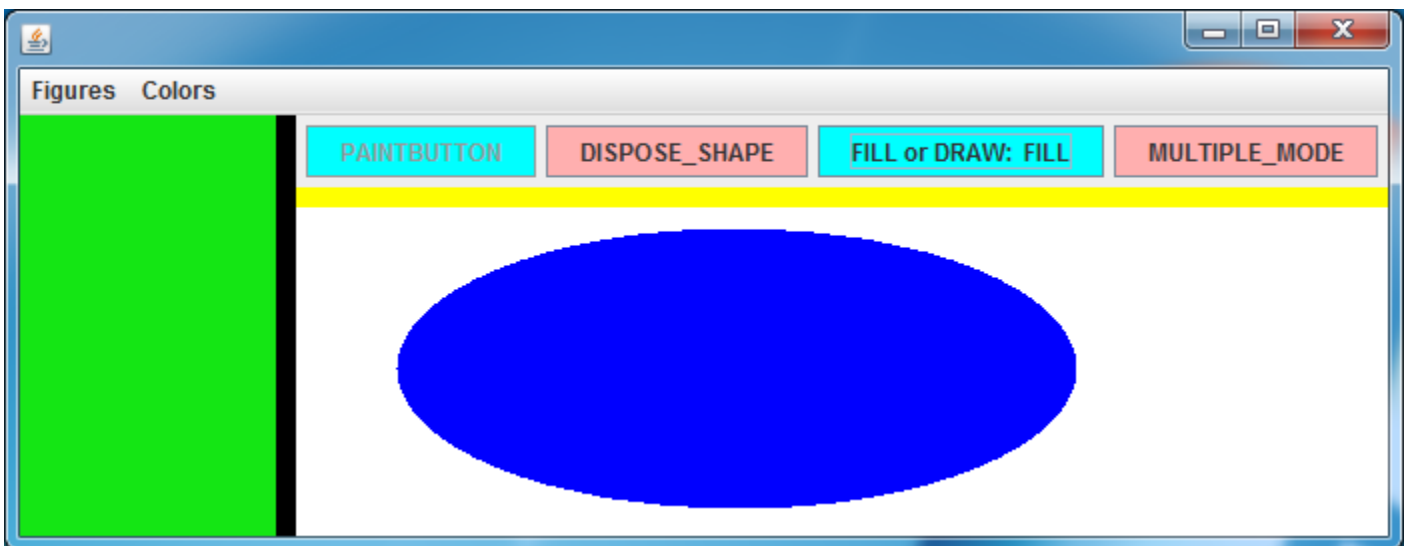 Figures Colors
PAINTBUTTON DISPOSE_SHAPE FILL or DRAW: FILL MULTIPLE_MODE